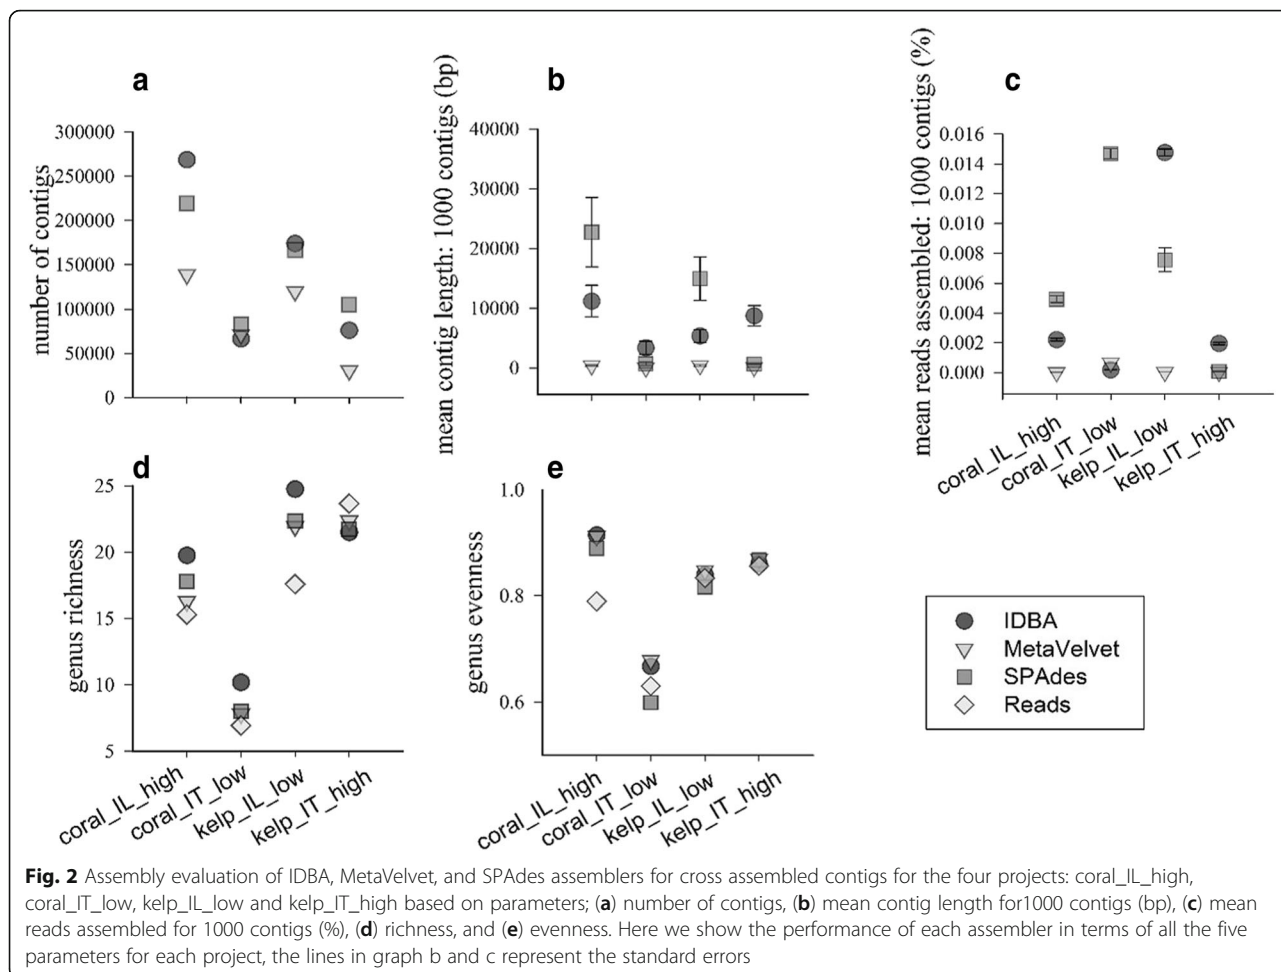 a
number of contigs
300000
250000
200000
150000
100000
50000
0
b
mean contig length: 1000 contigs (bp)
40000
30000
20000
10000
0
c
mean reads assembled: 1000 contigs (%)
0.016
0.014
0.012
0.010
0.008
0.006
0.004
0.002
0.000
coral_IL_high
coral_IT_low
kelp_IL_low
kelp_IT_high
d
genus richness
25
20
15
10
5
coral_IL_high
coral_IT_low
kelp_IL_low
kelp_IT_high
e
genus evenness
1.0
0.8
0.6
coral_IL_high
coral_IT_low
kelp_IL_low
kelp_IT_high
IDBA
MetaVelvet
SPAdes
Reads
Fig. 2 Assembly evaluation of IDBA, MetaVelvet, and SPAdes assemblers for cross assembled contigs for the four projects: coral_IL_high,
coral_IT_low, kelp_IL_low and kelp_IT_high based on parameters; (a) number of contigs, (b) mean contig length for1000 contigs (bp), (c) mean
reads assembled for 1000 contigs (%), (d) richness, and (e) evenness. Here we show the performance of each assembler in terms of all the five
parameters for each project, the lines in graph b and c represent the standard errors